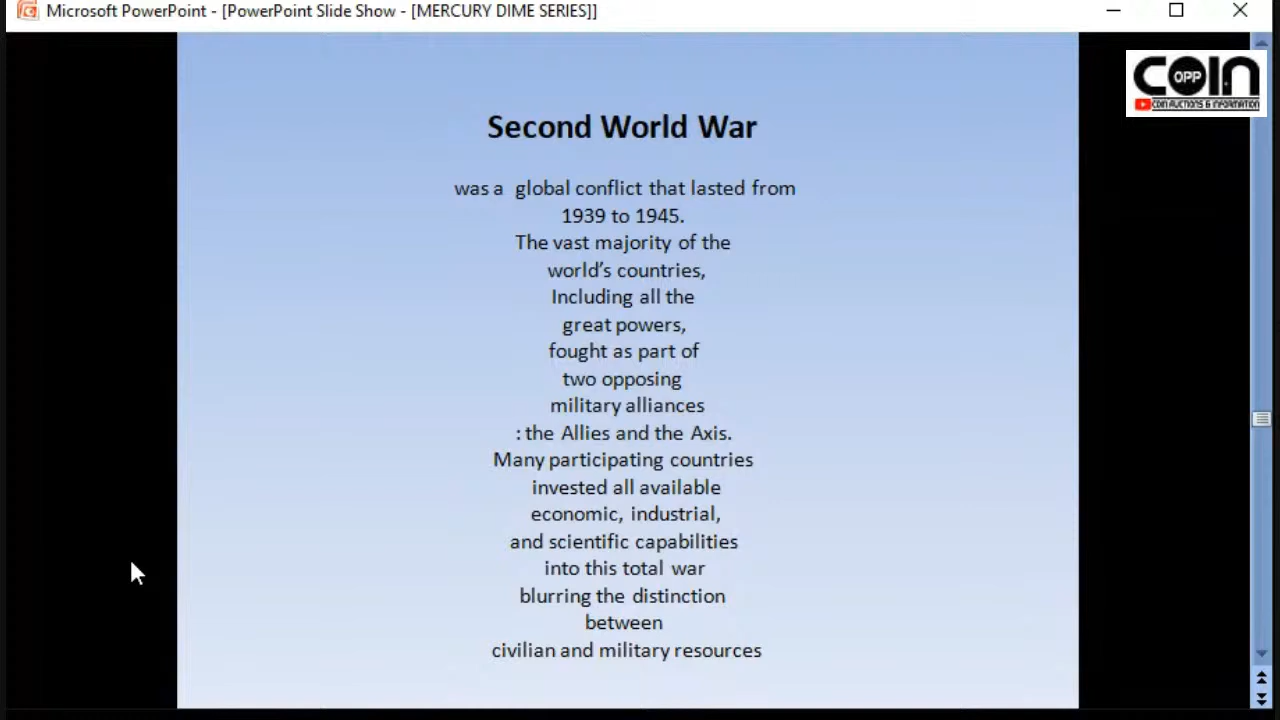 Microsoft PowerPoint - [PowerPoint Slide Show - [MERCURY DIME SERIES]]
COIN
OPP
COIN AUCTIONS & INFORMATION
Second World War
was a  global conflict that lasted from
1939 to 1945.
The vast majority of the
world’s countries,
Including all the
great powers,
fought as part of
two opposing
military alliances
: the Allies and the Axis.
Many participating countries
invested all available
economic, industrial,
and scientific capabilities
into this total war
blurring the distinction
between
civilian and military resources